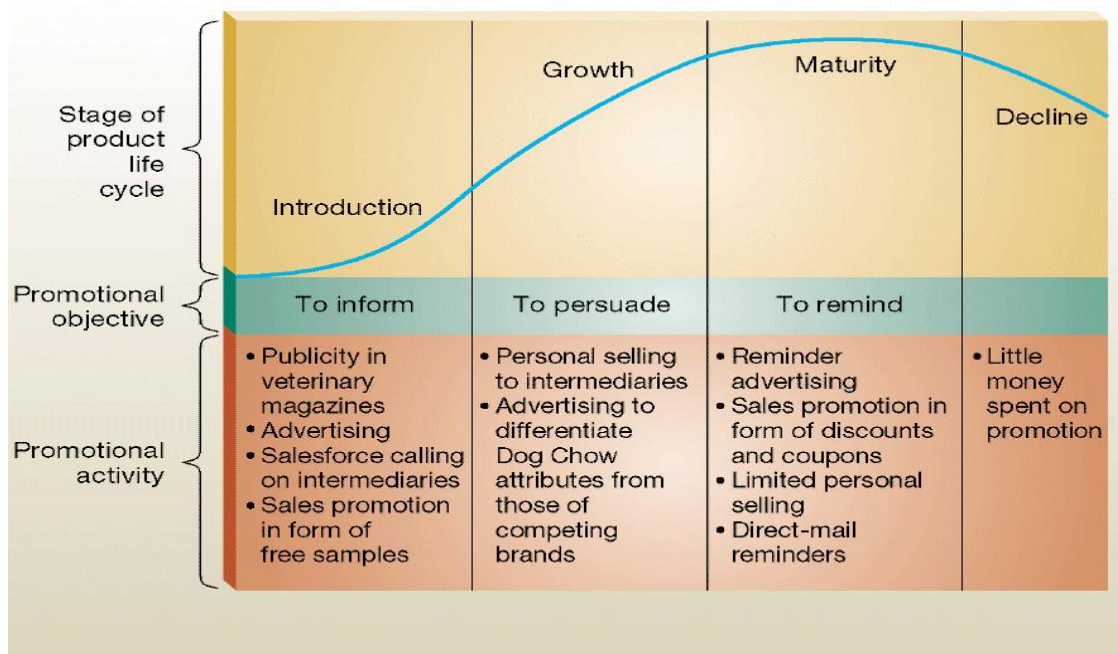 Stage of
product
life
cycle
Introduction
Growth
Maturity
Decline
Promotional
objective
To inform
To persuade
To remind
Promotional
activity
• Publicity in
veterinary
magazines
• Advertising
• Salesforce calling
on intermediaries
• Sales promotion
in form of
free samples
• Personal selling
to intermediaries
• Advertising to
differentiate
Dog Chow
attributes from
those of
competing
brands
• Reminder
advertising
• Sales promotion in
form of discounts
and coupons
• Limited personal
selling
• Direct-mail
reminders
• Little
money
spent on
promotion